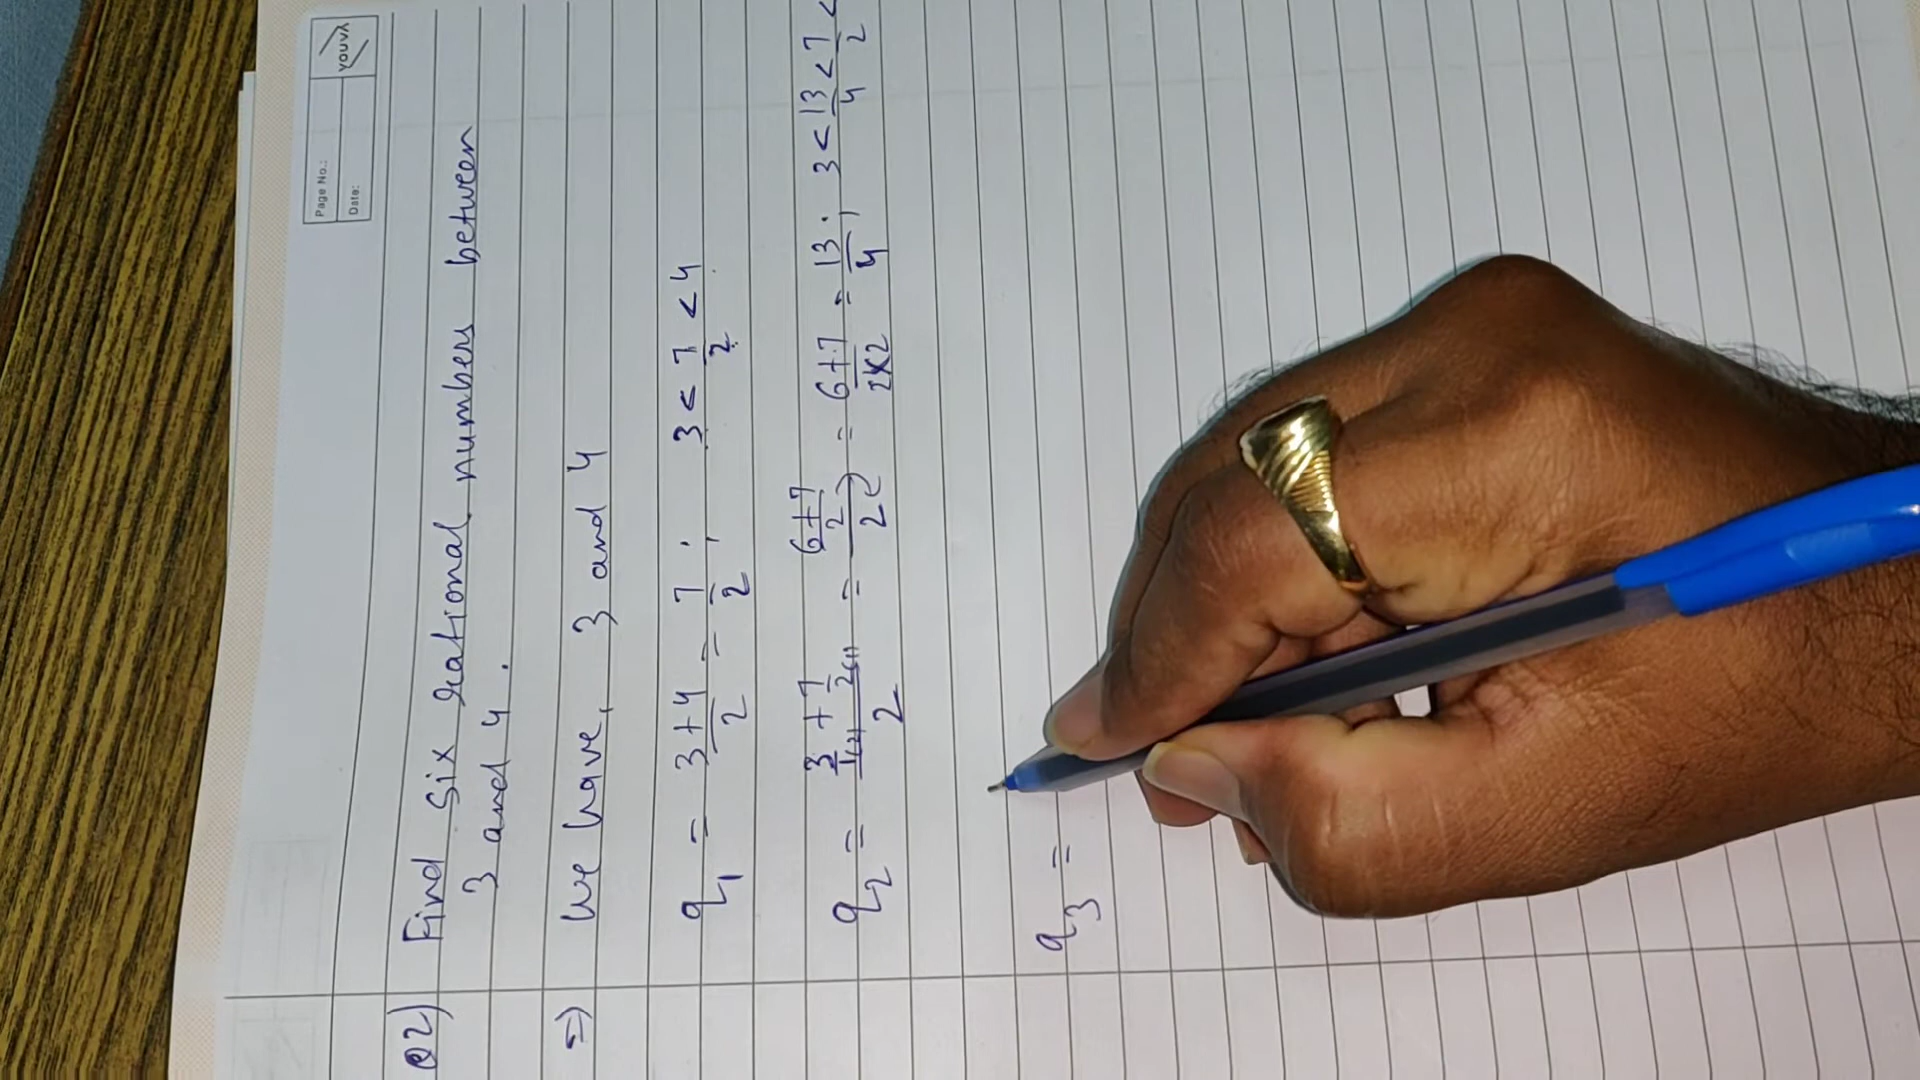 youva
Page No.:
Date:
Q2) Find six rational numbers between
3 and 4.
=) We have, 3 and 4
q1 = 3+4/2 = 7/2 ; 3 < 7/2 < 4
q2 = (3/1(2) + 7/2(1))/2 = (6+7/2)/2 = 6+7/2×2 = 13/4 ; 3 < 13/4 < 7/2 <
q3 =